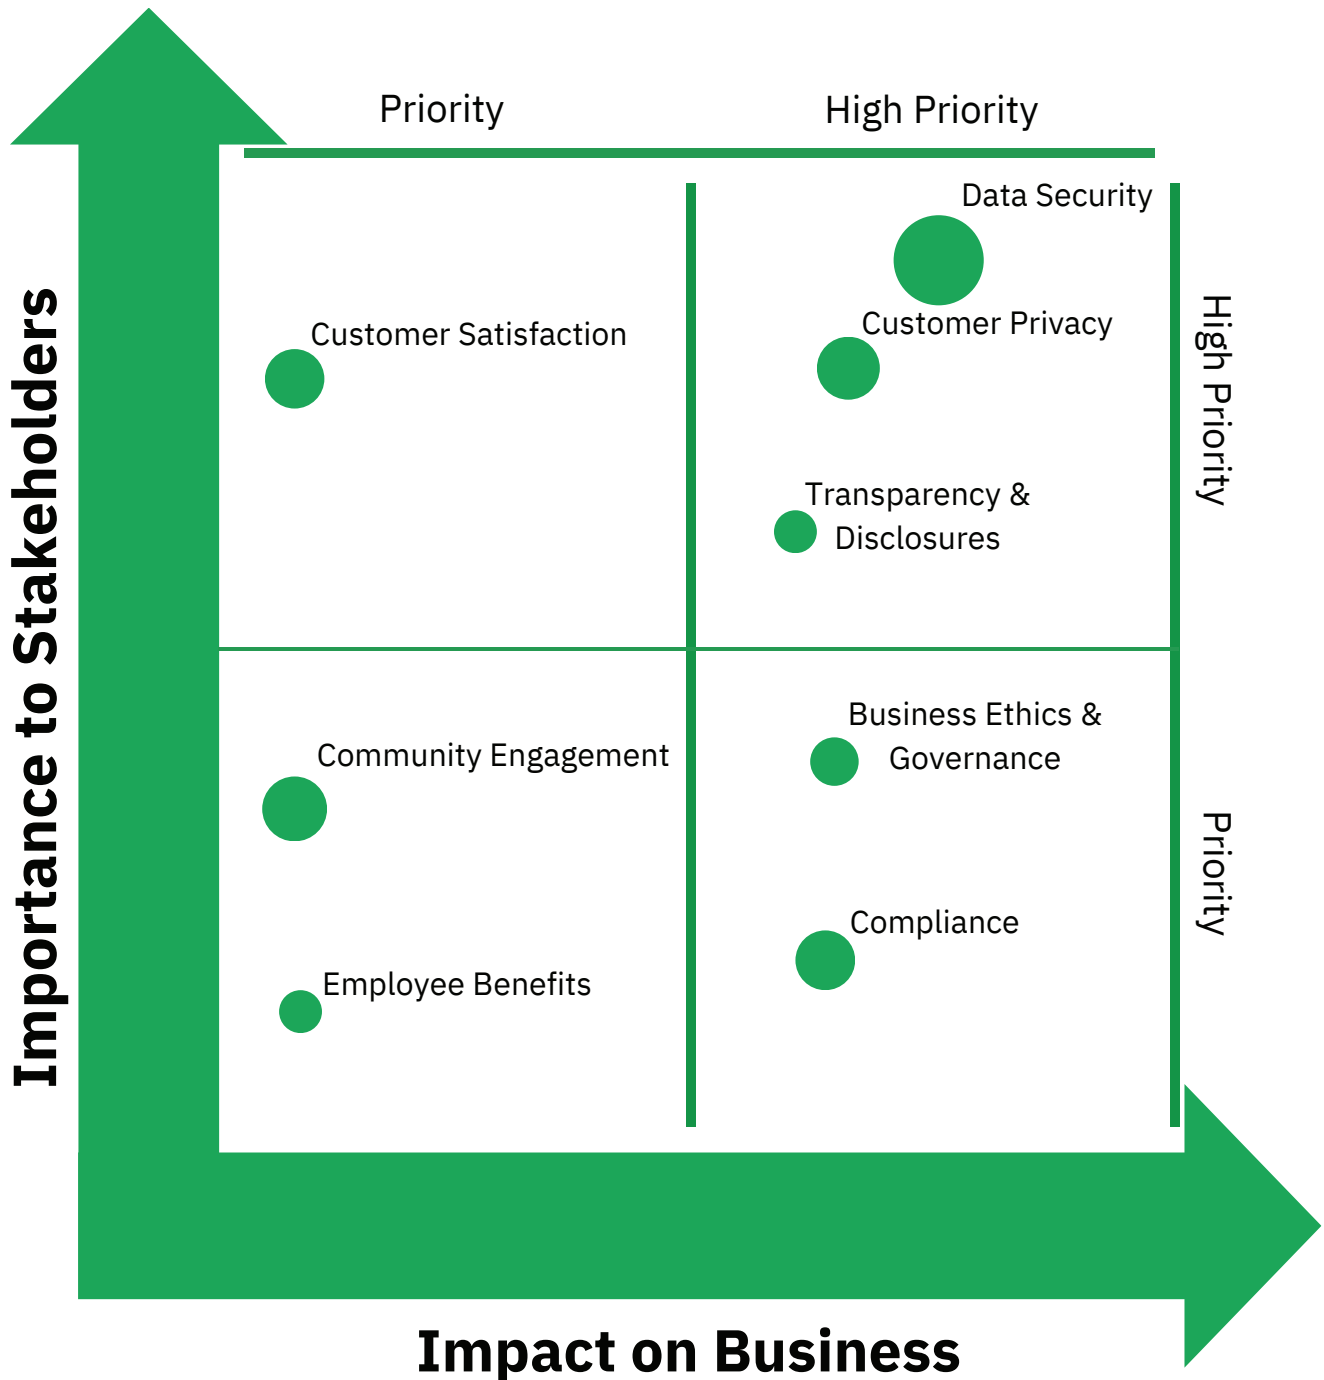 Priority
High Priority
Data Security
Customer Privacy
Customer Satisfaction
Transparency &
Disclosures
High Priority
Importance to Stakeholders
Business Ethics &
Governance
Community Engagement
Priority
Compliance
Employee Benefits
Impact on Business